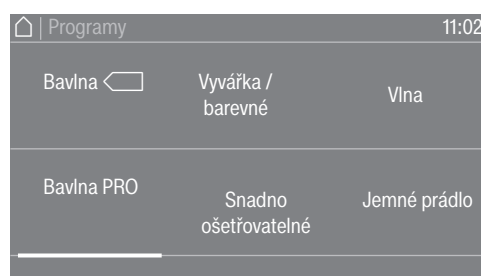 Programy 11:02
Bavlna Vyvářka / barevné Vlna
Bavlna PRO Snadno ošetřovatelné Jemné prádlo